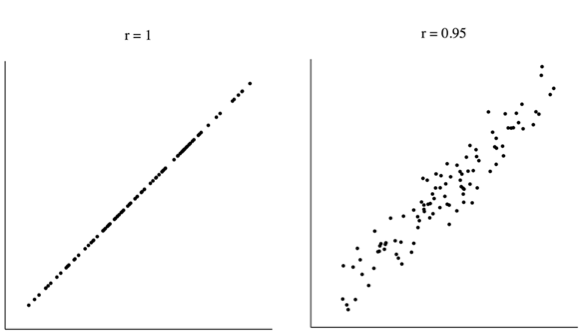 r = 1
r = 0.95